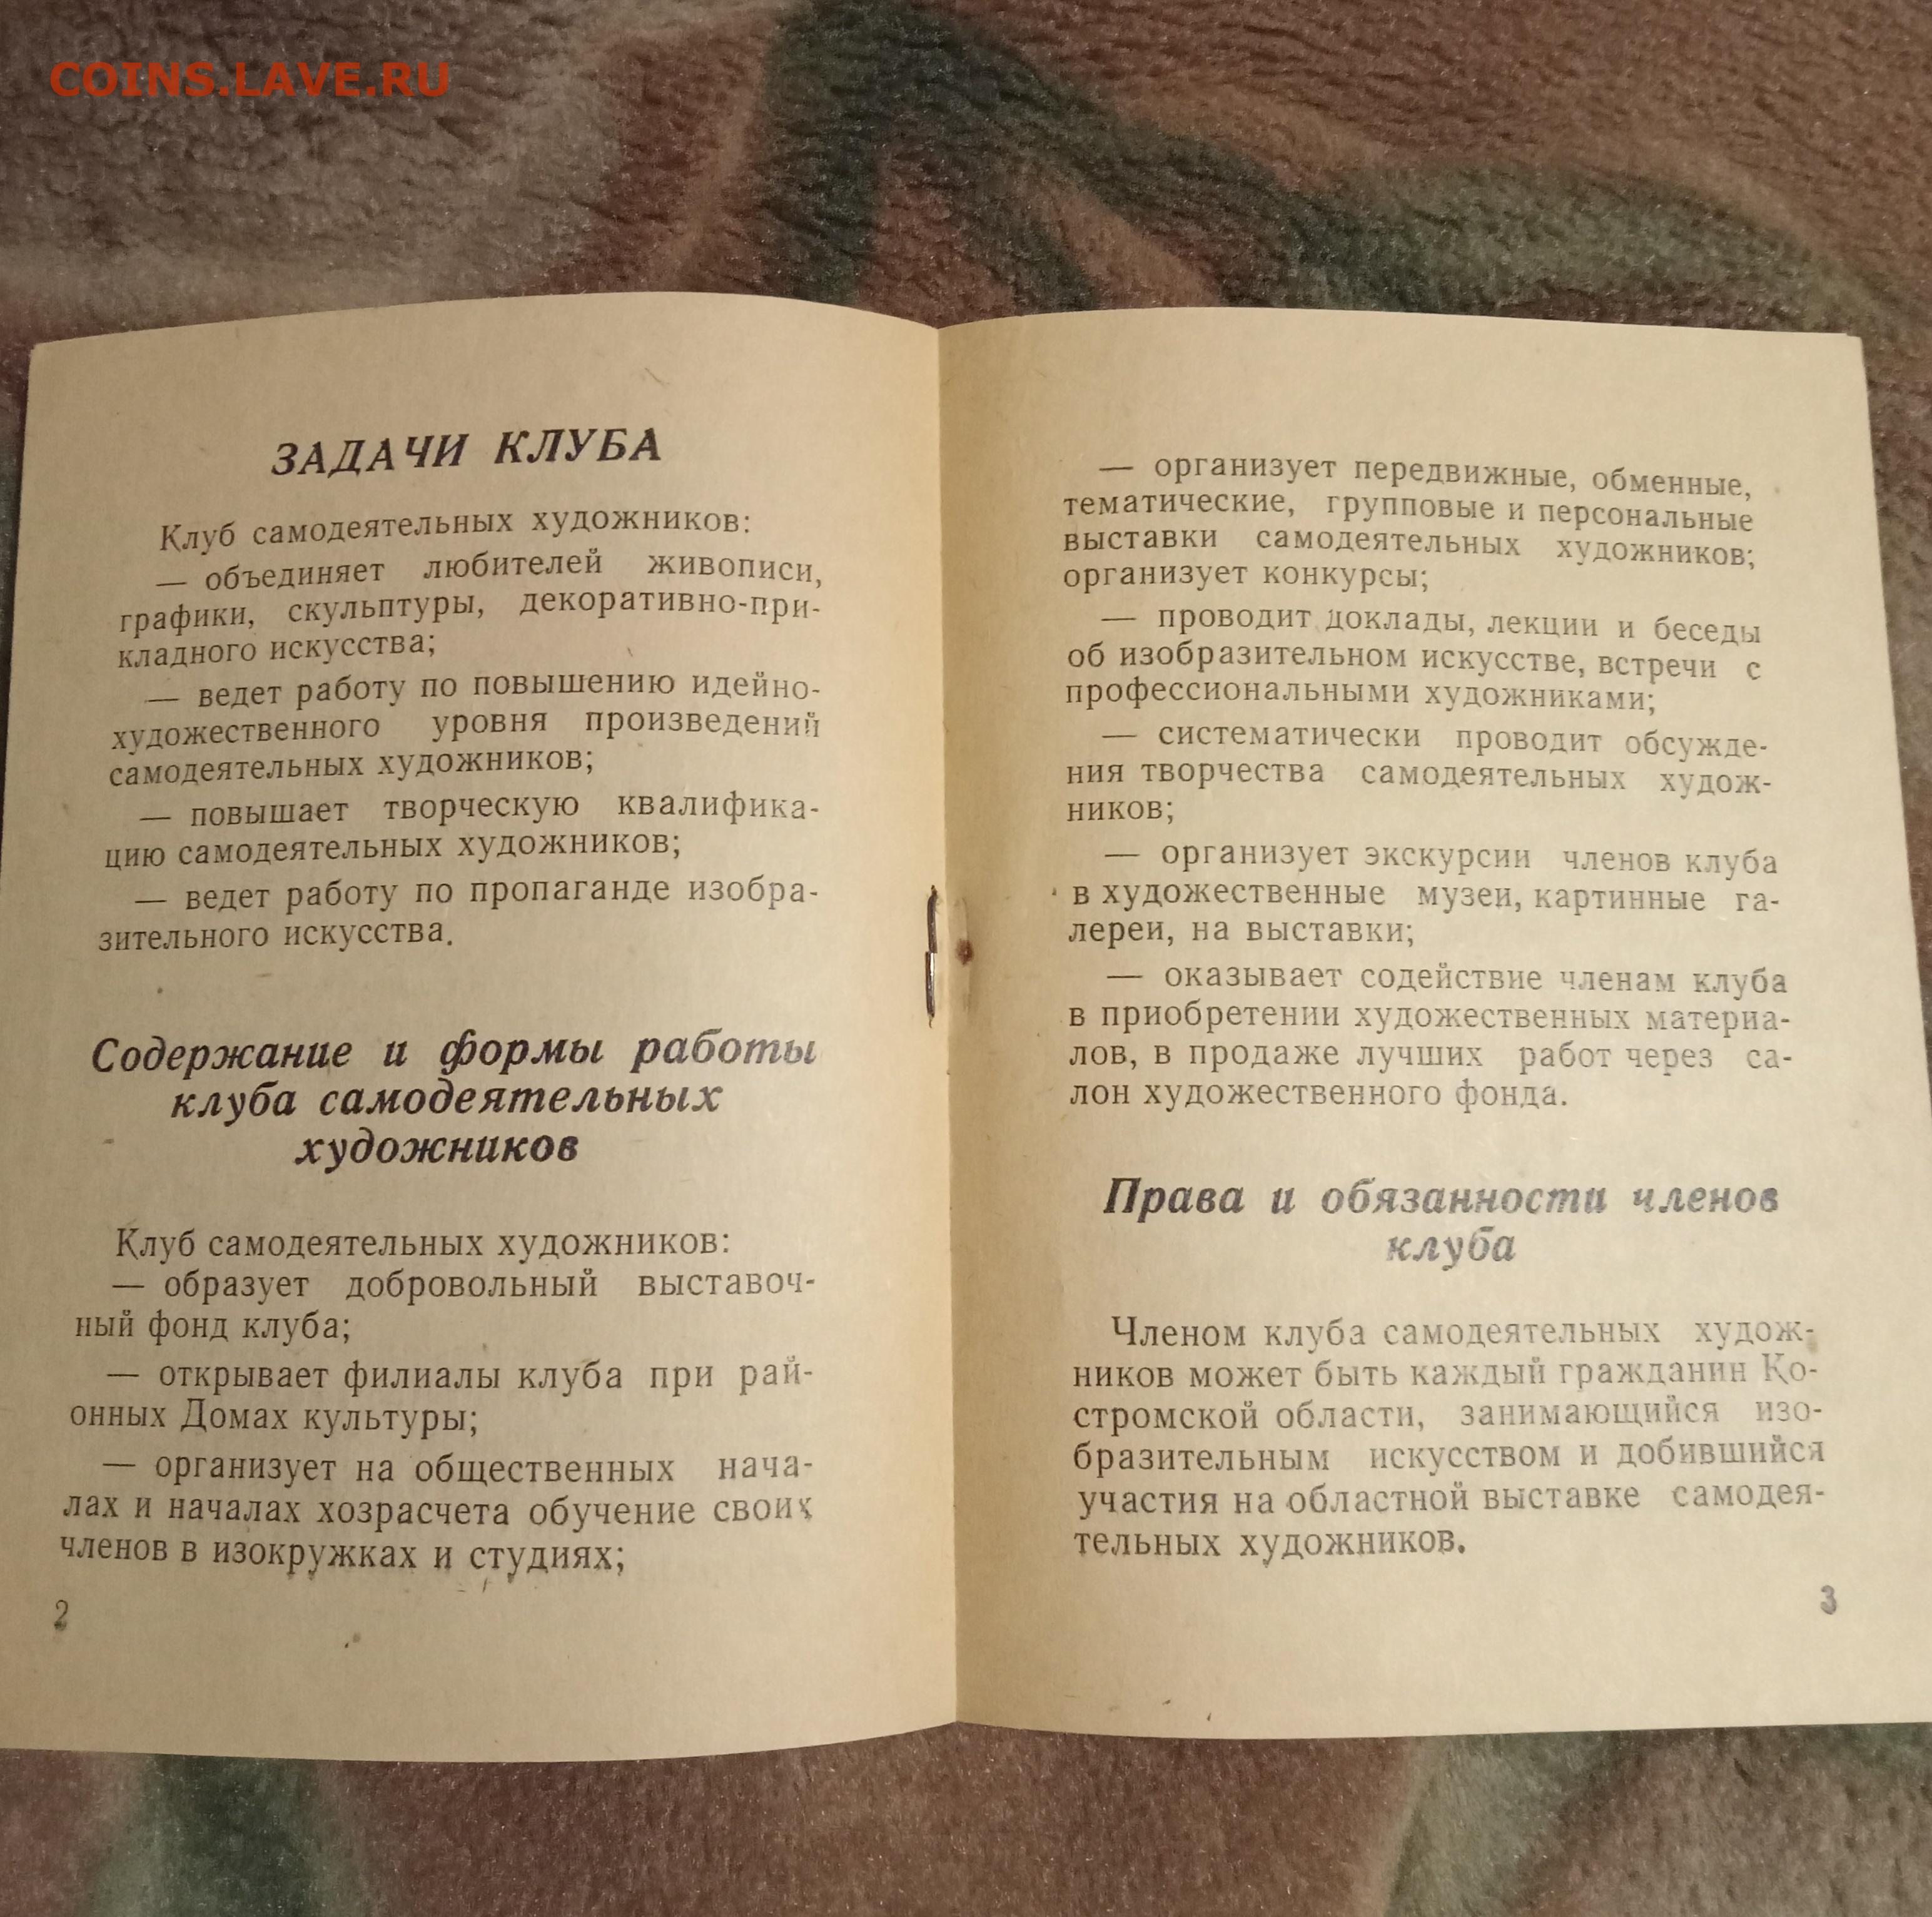 COINS.LAVE.RU
ЗАДАЧИ КЛУБА
Клуб самодеятельных художников:
— объединяет любителей живописи,
графики, скульптуры, декоративно-при-
кладного искусства;
— ведет работу по повышению идейно-
художественного уровня произведений
самодеятельных художников;
— повышает творческую квалифика-
цию самодеятельных художников;
— ведет работу по пропаганде изобра-
зительного искусства.
Содержание и формы работы
клуба самодеятельных
художников
Клуб самодеятельных художников:
— образует добровольный выставоч-
ный фонд клуба;
— открывает филиалы клуба при рай-
онных Домах культуры;
— организует на общественных нача-
лах и началах хозрасчета обучение своих
членов в изокружках и студиях;
2
— организует передвижные, обменные,
тематические, групповые и персональные
выставки самодеятельных художников;
организует конкурсы;
— проводит доклады, лекции и беседы
об изобразительном искусстве, встречи с
профессиональными художниками;
— систематически проводит обсужде-
ния творчества самодеятельных худож-
ников;
— организует экскурсии членов клуба
в художественные музеи, картинные га-
лереи, на выставки;
— оказывает содействие членам клуба
в приобретении художественных материа-
лов, в продаже лучших работ через са-
лон художественного фонда.
Права и обязанности членов
клуба
Членом клуба самодеятельных худож-
ников может быть каждый гражданин Ко-
стромской области, занимающийся изо-
бразительным искусством и добившийся
участия на областной выставке самодея-
тельных художников.
3